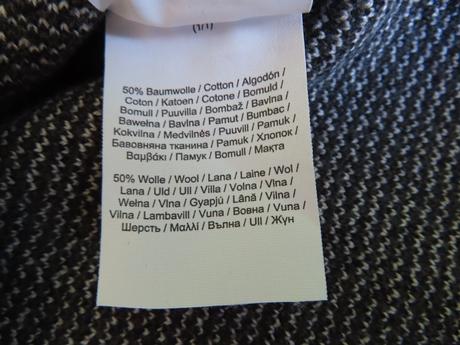 (1/1)
50% Baumwolle / Cotton / Algodón /
Coton / Katoen / Cotone / Bomuld /
Bomull / Puuvilla / Bombaž / Bavlna /
Bawełna / Bavlna / Pamut / Bumbac /
Kokvilna / Medvilnės / Puuvill / Pamuk /
Бавовняна тканина / Pamuk / Хлопок /
Βαμβάκι / Памук / Bomull / Мақта
50% Wolle / Wool / Lana / Laine / Wol /
Lana / Uld / Ull / Villa / Volna / Vlna /
Wełna / Vlna / Gyapjú / Lână / Vilna /
Vilna / Lambavill / Vuna / Вовна / Vuna /
Шерсть / Μαλλί / Вълна / Ull / Жүн